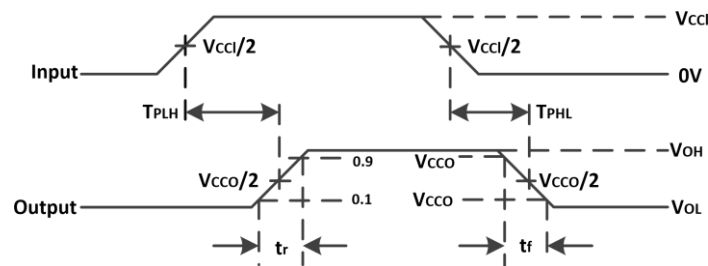 VCCI
VCCI/2
VCCI/2
Input
0V
TPLH
TPHL
VOH
0.9
VCCO
VCCO/2
VCCO/2
0.1
VCCO
Output
VOL
tr
tf